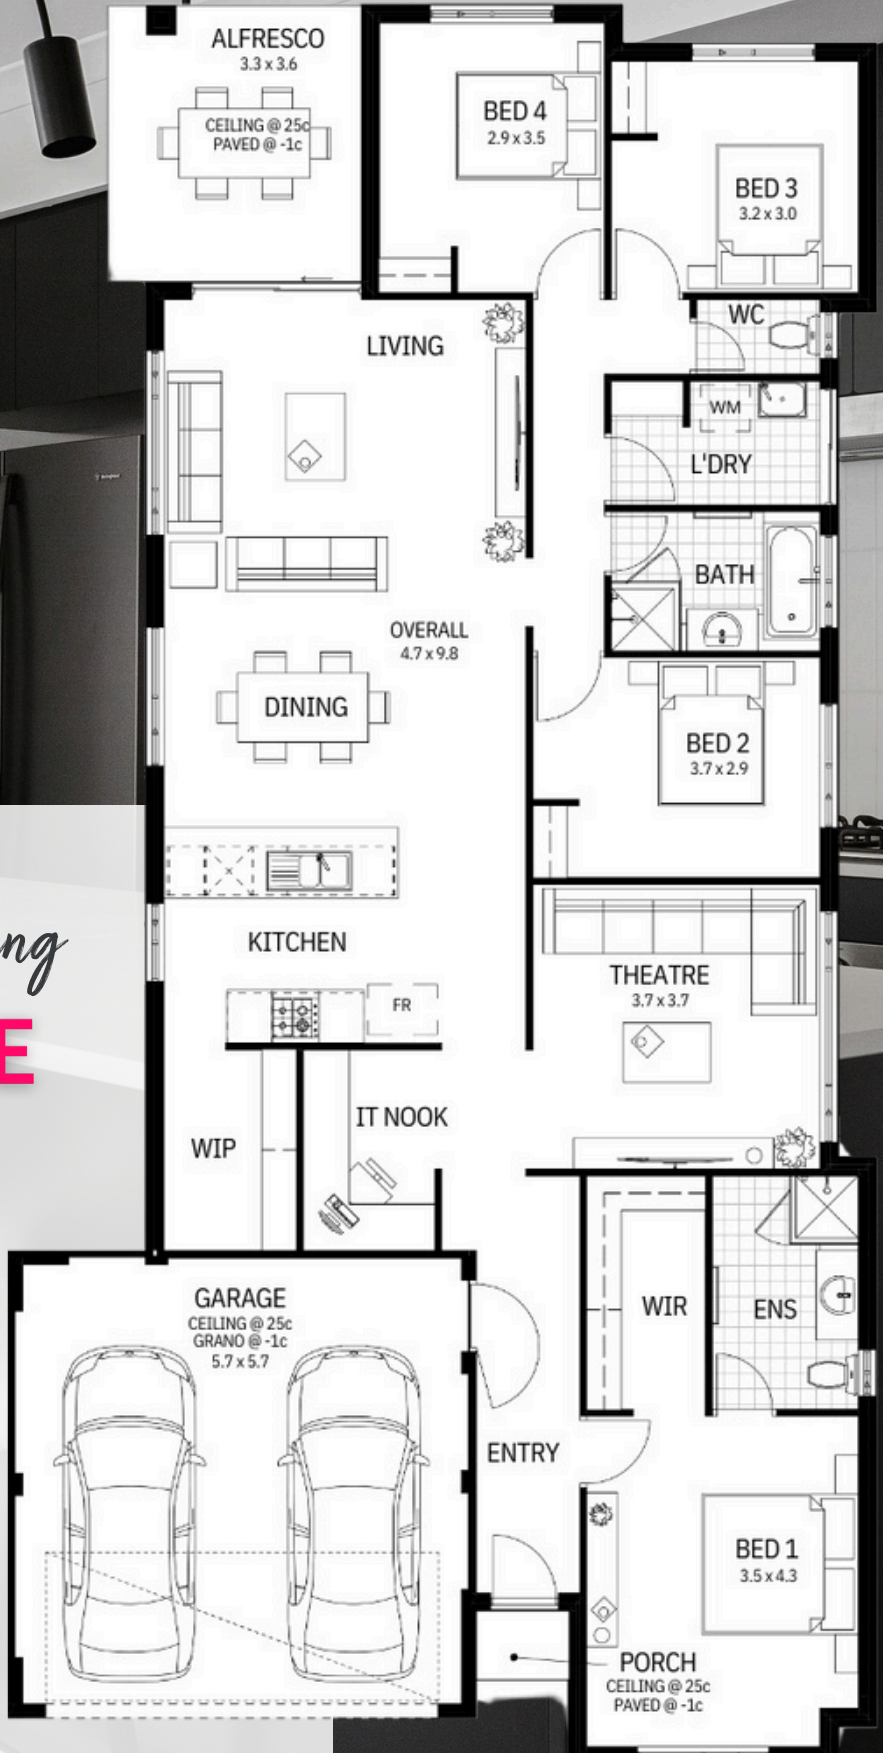 ALFRESCO
3.3 x 3.6
CEILING @ 25c
PAVED @ -1c
BED 4
2.9 x 3.5
BED 3
3.2 x 3.0
WC
LIVING
WM
L'DRY
BATH
OVERALL
4.7 x 9.8
DINING
BED 2
3.7 x 2.9
KITCHEN
ng
THEATRE
3.7 x 3.7
FR
E
IT NOOK
WIP
GARAGE
CEILING @ 25c
GRANO @ -1c
5.7 x 5.7
WIR
ENS
ENTRY
BED 1
3.5 x 4.3
PORCH
CEILING @ 25c
PAVED @ -1c